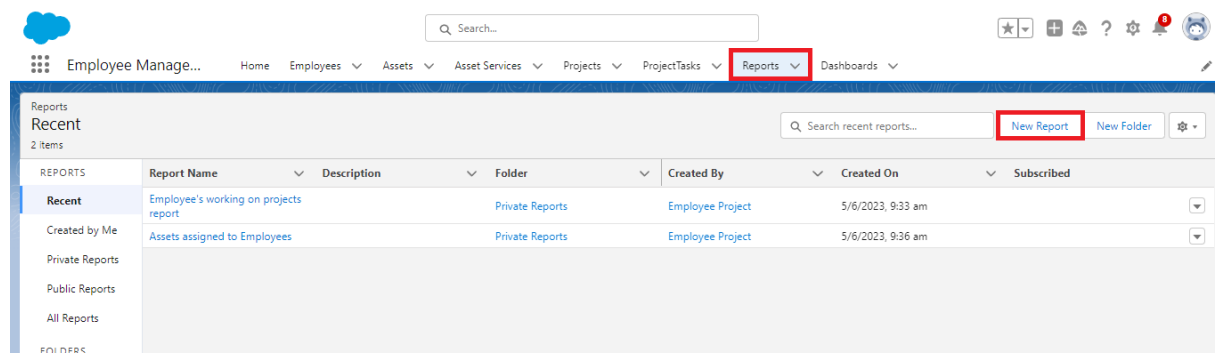 Search...
8
Employee Manage... Home Employees Assets Asset Services Projects ProjectTasks Reports Dashboards
Reports
Recent
2 items
Search recent reports...
New Report
New Folder
REPORTS Report Name Description Folder Created By Created On Subscribed
Recent
Employee's working on projects
report
Private Reports Employee Project 5/6/2023, 9:33 am
Created by Me
Assets assigned to Employees Private Reports Employee Project 5/6/2023, 9:36 am
Private Reports
Public Reports
All Reports
FOLDERS